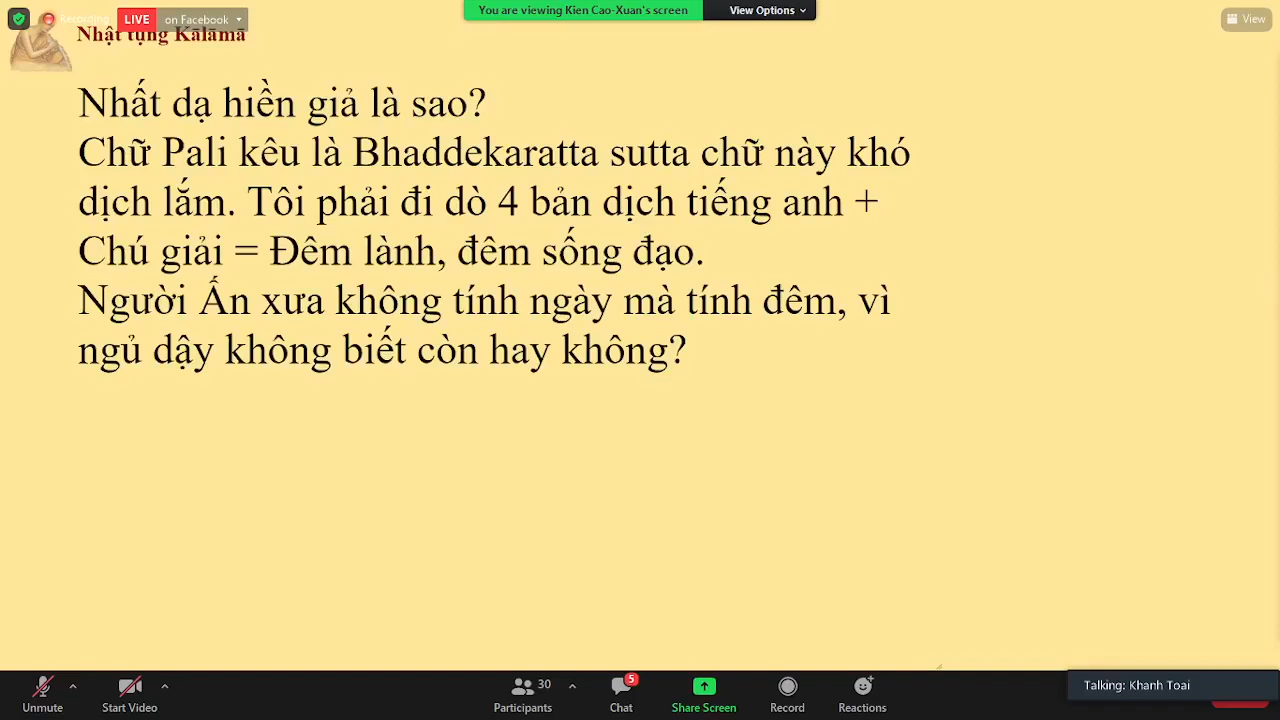 You are viewing Kien Cao-Xuan's screen View Options
Recording LIVE on Facebook View
Nhật tụng Kālāmā
Nhất dạ hiền giả là sao?
Chữ Pali kêu là Bhaddekaratta sutta chữ này khó
dịch lắm. Tôi phải đi dò 4 bản dịch tiếng anh +
Chú giải = Đêm lành, đêm sống đạo.
Người Ấn xưa không tính ngày mà tính đêm, vì
ngủ dậy không biết còn hay không?
Talking: Khanh Toai
30 5
Unmute Start Video Participants Chat Share Screen Record Reactions